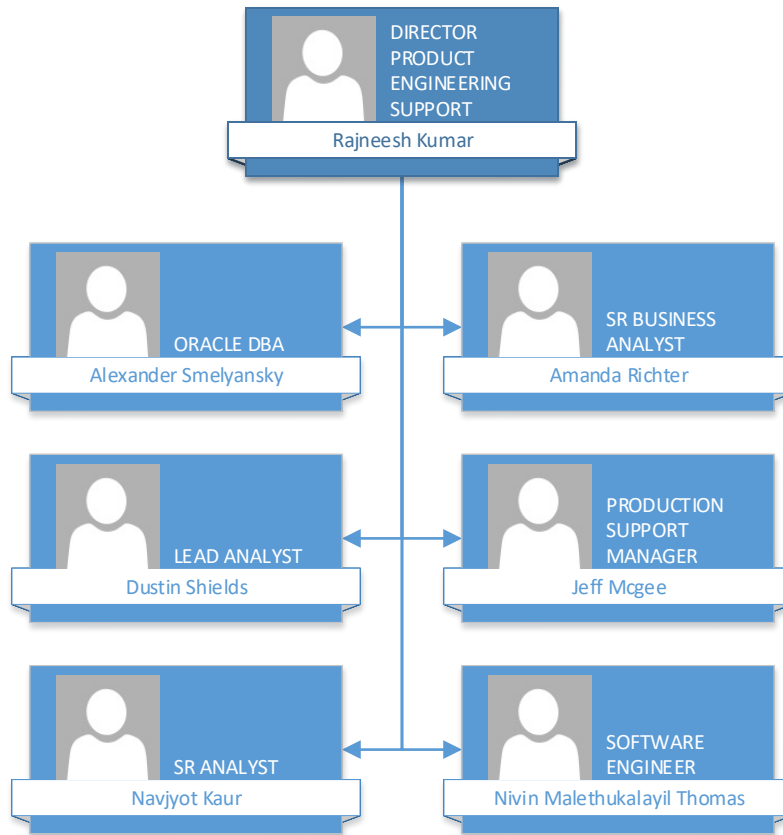 DIRECTOR
PRODUCT
ENGINEERING
SUPPORT
Rajneesh Kumar
ORACLE DBA
Alexander Smelyansky
SR BUSINESS
ANALYST
Amanda Richter
LEAD ANALYST
Dustin Shields
PRODUCTION
SUPPORT
MANAGER
Jeff Mcgee
SR ANALYST
Navjyot Kaur
SOFTWARE
ENGINEER
Nivin Malethukalayil Thomas